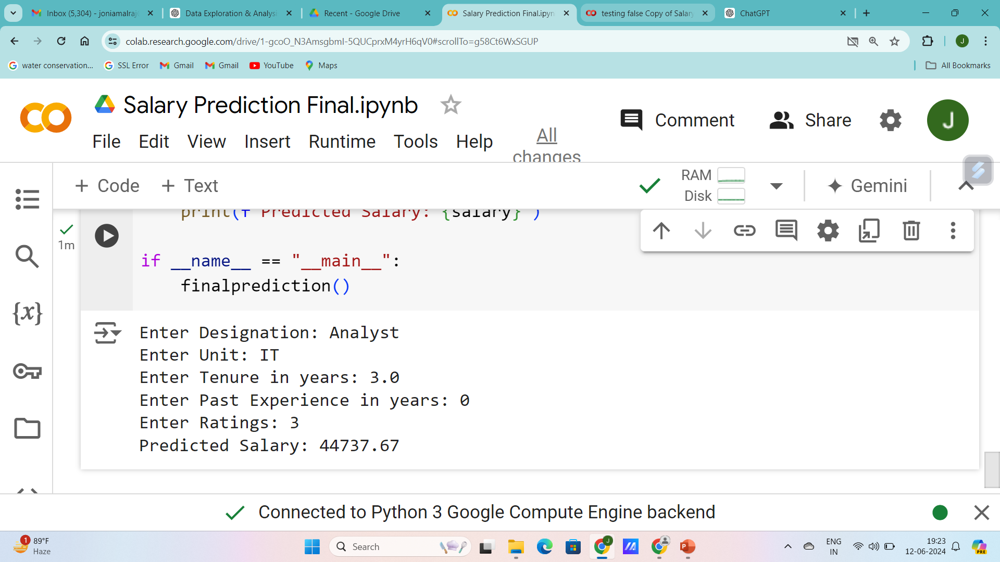 Inbox (5,304) - joniamalraj
Data Exploration & Analysi
Recent - Google Drive
Salary Prediction Final.ipyn
testing false Copy of Salary
ChatGPT
colab.research.google.com/drive/1-gcoO_N3AmsgbmI-5QUCprxM4yrH6qV0#scrollTo=g58Ct6WxSGUP
J
water conservation...
SSL Error
Gmail
Gmail
YouTube
Maps
All Bookmarks
Salary Prediction Final.ipynb
File Edit View Insert Runtime Tools Help
All
changes
Comment
Share
J
+ Code + Text
RAM
Disk
Gemini
print(f"Predicted Salary: {salary}")
1m
if __name__ == "__main__":
finalprediction()
{x}
Enter Designation: Analyst
Enter Unit: IT
Enter Tenure in years: 3.0
Enter Past Experience in years: 0
Enter Ratings: 3
Predicted Salary: 44737.67
Connected to Python 3 Google Compute Engine backend
1
89°F
Haze
Search
J
ENG
IN
19:23
12-06-2024
PRE